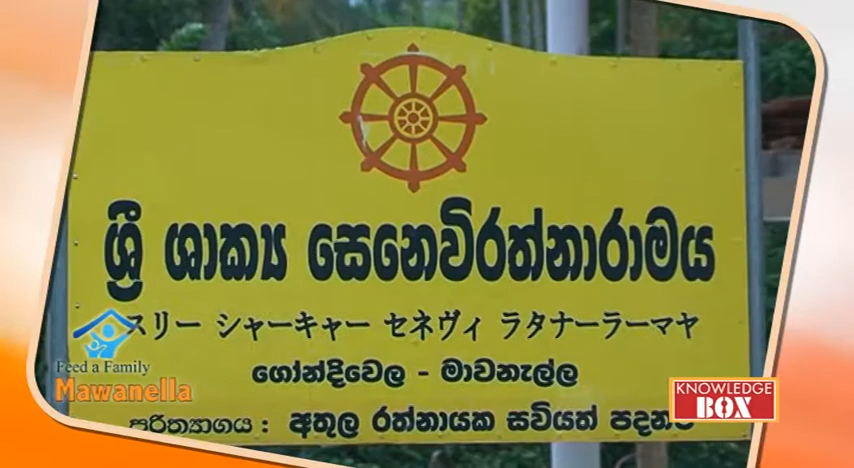 ශ්‍රී ශාක්‍ය සෙනෙවිරත්නාරාමය
スリー シャーキャー セネヴィ ラタナーラーマヤ
ගෝන්දිවෙල - මාවනැල්ල
පරිත්‍යාගය : අතුල රත්නායක සවියත්
Feed a Family
Mawanella
KNOWLEDGE
BOX